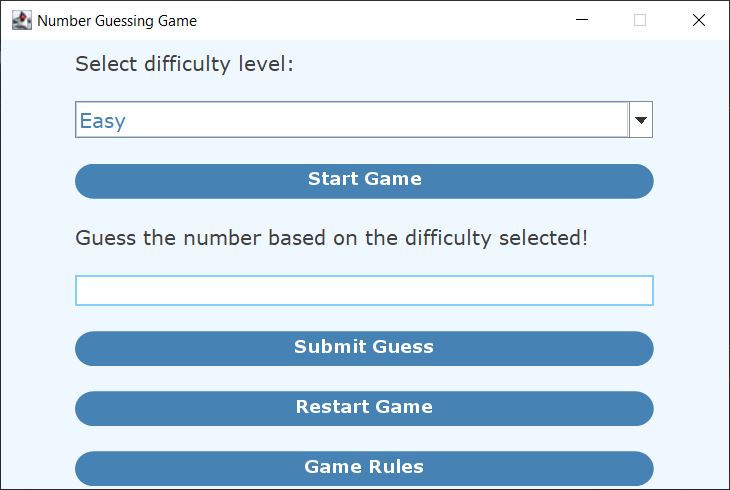 Number Guessing Game
Select difficulty level:
Easy
Start Game
Guess the number based on the difficulty selected!
Submit Guess
Restart Game
Game Rules